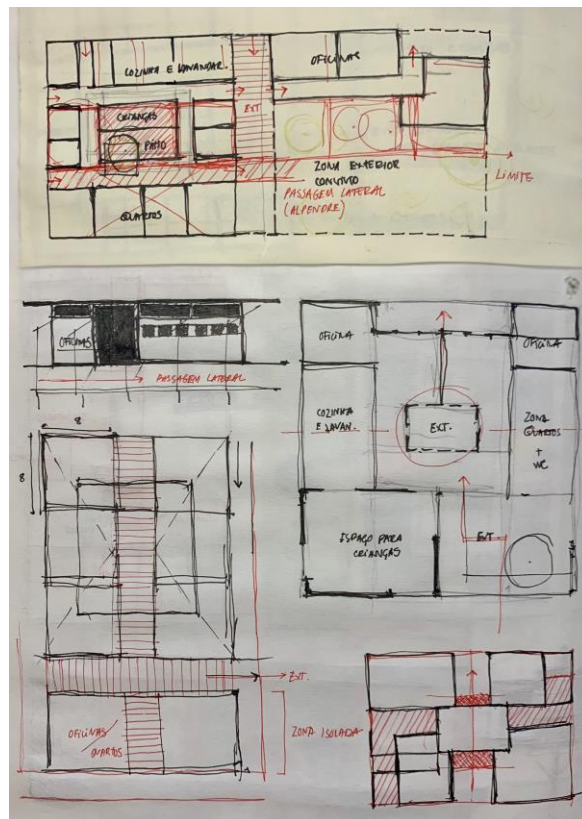 COZINHA E LAVANDAR.
OFICINAS
EXT
CRIANÇAS
PATIO
ZONA EXTERIOR
CONVIVIO
PASSAGEM LATERAL
(ALPENDRE)
LIMITE
QUARTOS
OFICINAS
PASSAGEM LATERAL
8
8
EXT.
OFICINAS
QUARTOS
ZONA ISOLADA
OFICINA
OFICINA
COZINHA
E LAVAN.
EXT.
ZONA
QUARTOS
+
WC
ESPAÇO PARA
CRIANÇAS
EXT.